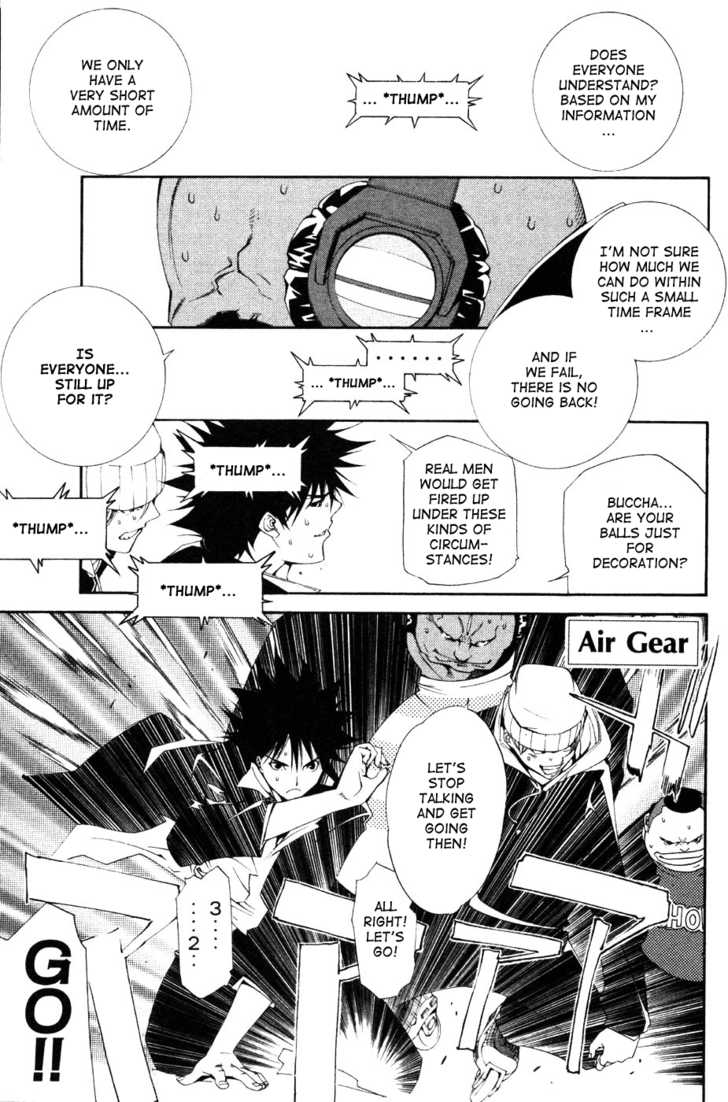 DOES
EVERYONE
UNDERSTAND?
BASED ON MY
INFORMATION
...
... *THUMP*...
WE ONLY
HAVE A
VERY SHORT
AMOUNT OF
TIME.
I'M NOT SURE
HOW MUCH WE
CAN DO WITHIN
SUCH A SMALL
TIME FRAME
...
AND IF
WE FAIL,
THERE IS NO
GOING BACK!
......
... *THUMP*...
IS
EVERYONE...
STILL UP
FOR IT?
BUCCHA...
ARE YOUR
BALLS JUST
FOR
DECORATION?
REAL MEN
WOULD GET
FIRED UP
UNDER THESE
KINDS OF
CIRCUM-
STANCES!
*THUMP*...
*THUMP*...
*THUMP*...
Air Gear
LET'S
STOP
TALKING
AND GET
GOING
THEN!
ALL
RIGHT!
LET'S
GO!
3......
......2
GO!!